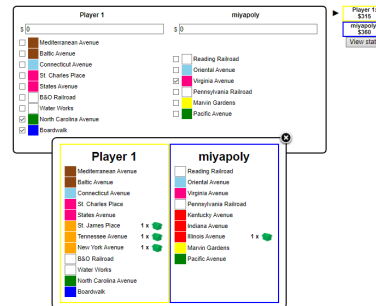 Player 1
miyapoly
$ 0
$ 0
Mediterranean Avenue
Baltic Avenue
Connecticut Avenue
St. Charles Place
States Avenue
B&O Railroad
Water Works
North Carolina Avenue
Boardwalk
Reading Railroad
Oriental Avenue
Virginia Avenue
Pennsylvania Railroad
Marvin Gardens
Pacific Avenue
Player 1:
$315
miyapoly:
$360
View stat
Player 1
Mediterranean Avenue
Baltic Avenue
Connecticut Avenue
St. Charles Place
States Avenue
St. James Place 1 x
Tennessee Avenue 1 x
New York Avenue 1 x
B&O Railroad
Water Works
North Carolina Avenue
Boardwalk
miyapoly
Reading Railroad
Oriental Avenue
Virginia Avenue
Pennsylvania Railroad
Kentucky Avenue
Indiana Avenue
Illinois Avenue 1 x
Marvin Gardens
Pacific Avenue